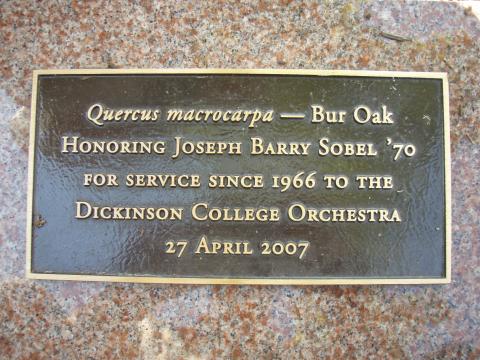 Quercus macrocarpa — Bur Oak
Honoring Joseph Barry Sobel '70
for service since 1966 to the
Dickinson College Orchestra
27 April 2007